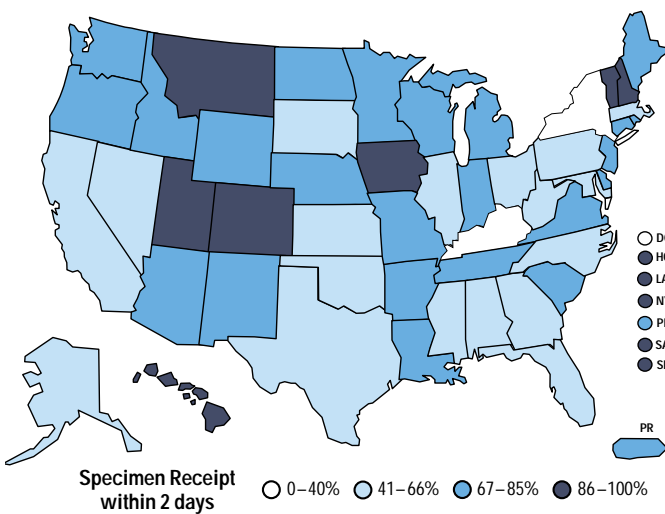 PR
Specimen Receipt
within 2 days
0–40%
41–66%
67–85%
86–100%